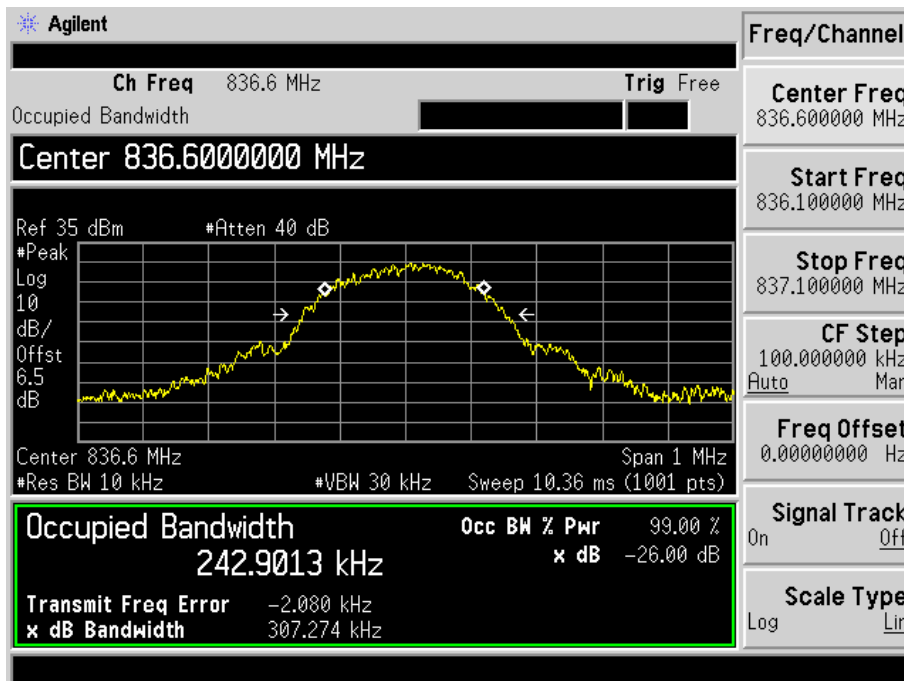 Agilent
Freq/Channel
Ch Freq 836.6 MHz Trig Free
Occupied Bandwidth
Center 836.6000000 MHz
Ref 35 dBm #Atten 40 dB
#Peak
Log
10
dB/
Offst
6.5
dB
Center 836.6 MHz Span 1 MHz
#Res BW 10 kHz #VBW 30 kHz Sweep 10.36 ms (1001 pts)
Occupied Bandwidth
242.9013 kHz
Occ BW % Pwr 99.00 %
x dB -26.00 dB
Transmit Freq Error -2.080 kHz
x dB Bandwidth 307.274 kHz
Center Freq
836.600000 MHz
Start Freq
836.100000 MHz
Stop Freq
837.100000 MHz
CF Step
100.000000 kHz
Auto Man
Freq Offset
0.00000000 Hz
Signal Track
On Off
Scale Type
Log Lin